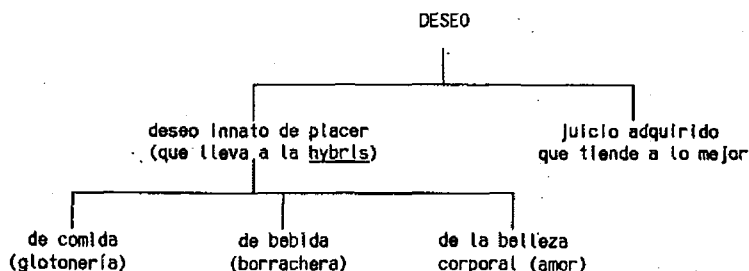 DESEO
deseo innato de placer
(que lleva a la hybris)
juicio adquirido
que tiende a lo mejor
de comida
(glotonería)
de bebida
(borrachera)
de la belleza
corporal (amor)